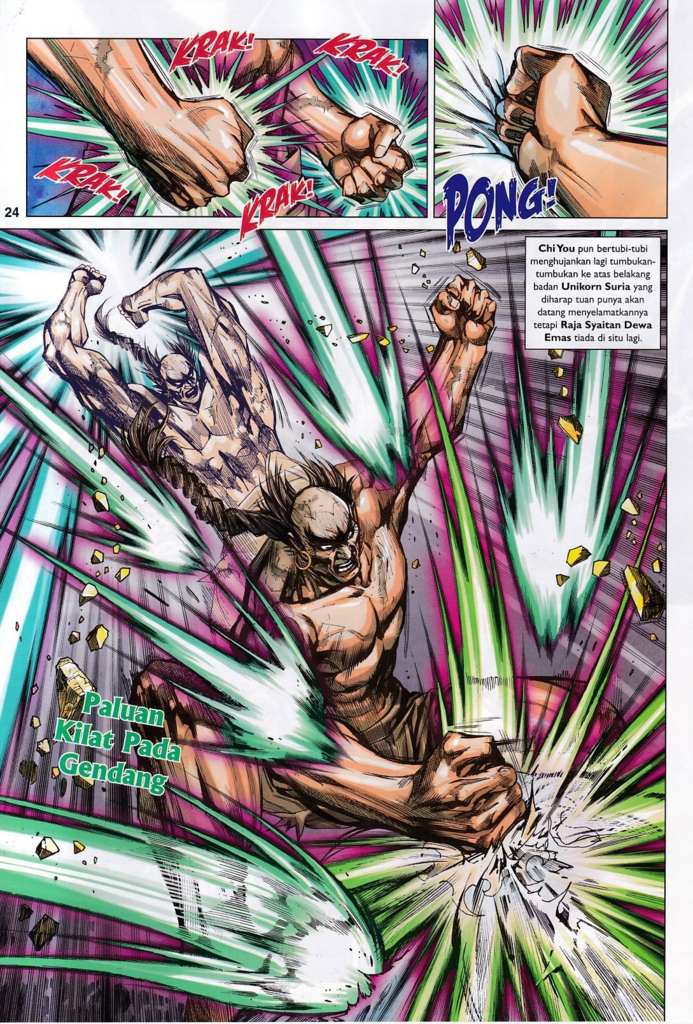 KRAK!
KRAK!
KRAK!
KRAK!
PONG!
24
Chi You pun bertubi-tubi
menghujankan lagi tumbukan-
tumbukan ke atas belakang
badan Unikorn Suria yang
diharap tuan punya akan
datang menyelamatkannya
tetapi Raja Syaitan Dewa
Emas tiada di situ lagi.
Paluan
Kilat Pada
Gendang